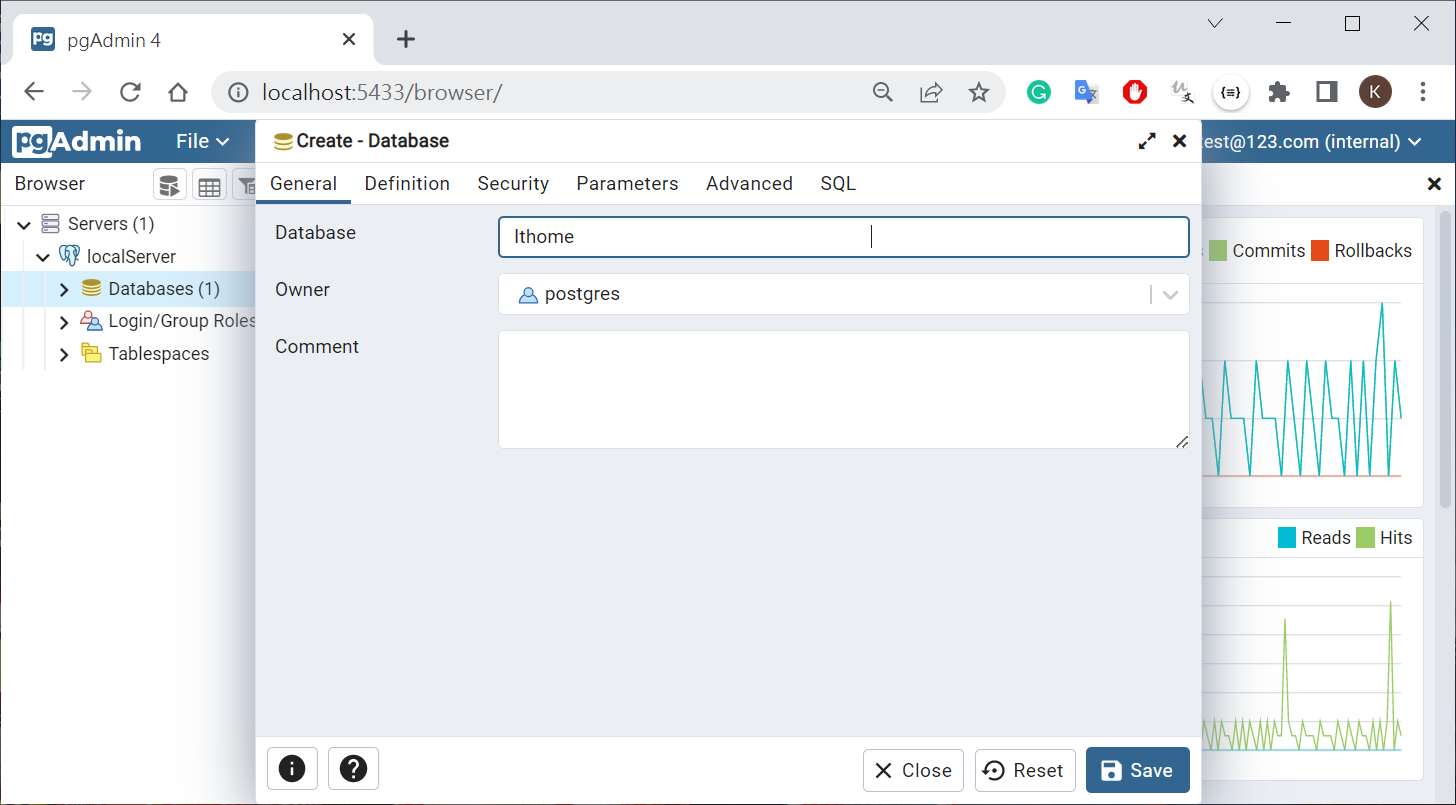 pgAdmin 4
localhost:5433/browser/
K
pgAdmin
File
Create - Database
test@123.com (internal)
Browser
General Definition Security Parameters Advanced SQL
Servers (1)
localServer
Databases (1)
Login/Group Roles
Tablespaces
Database
Ithome
Owner
postgres
Comment
Commits Rollbacks
Reads Hits
Close Reset Save